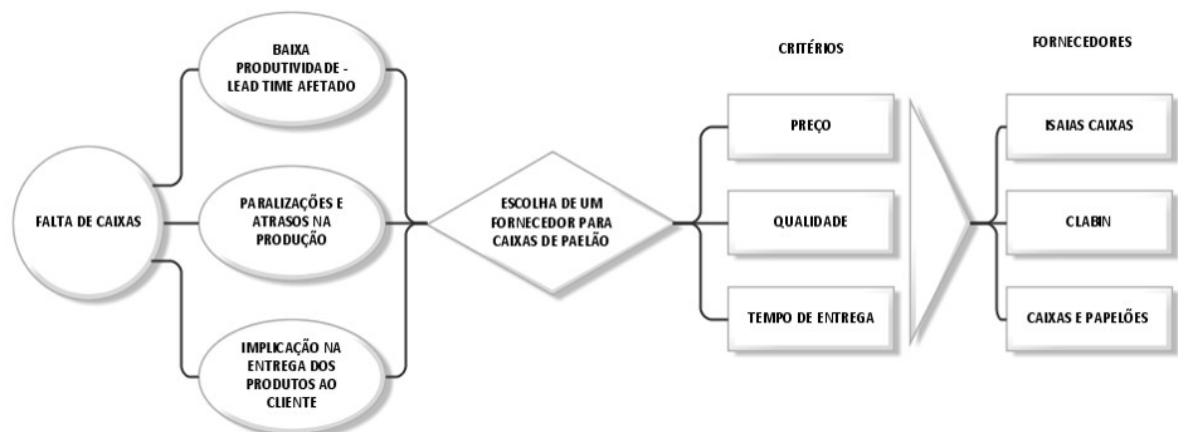 BAIXA
PRODUTIVIDADE -
LEAD TIME AFETADO
FALTA DE CAIXAS
PARALIZAÇÕES E
ATRASOS NA
PRODUÇÃO
IMPLICAÇÃO NA
ENTREGA DOS
PRODUTOS AO
CLIENTE
ESCOLHA DE UM
FORNECEDOR PARA
CAIXAS DE PAELÃO
CRITÉRIOS
PREÇO
QUALIDADE
TEMPO DE ENTREGA
FORNECEDORES
ISAIAS CAIXAS
CLABIN
CAIXAS E PAPELÕES